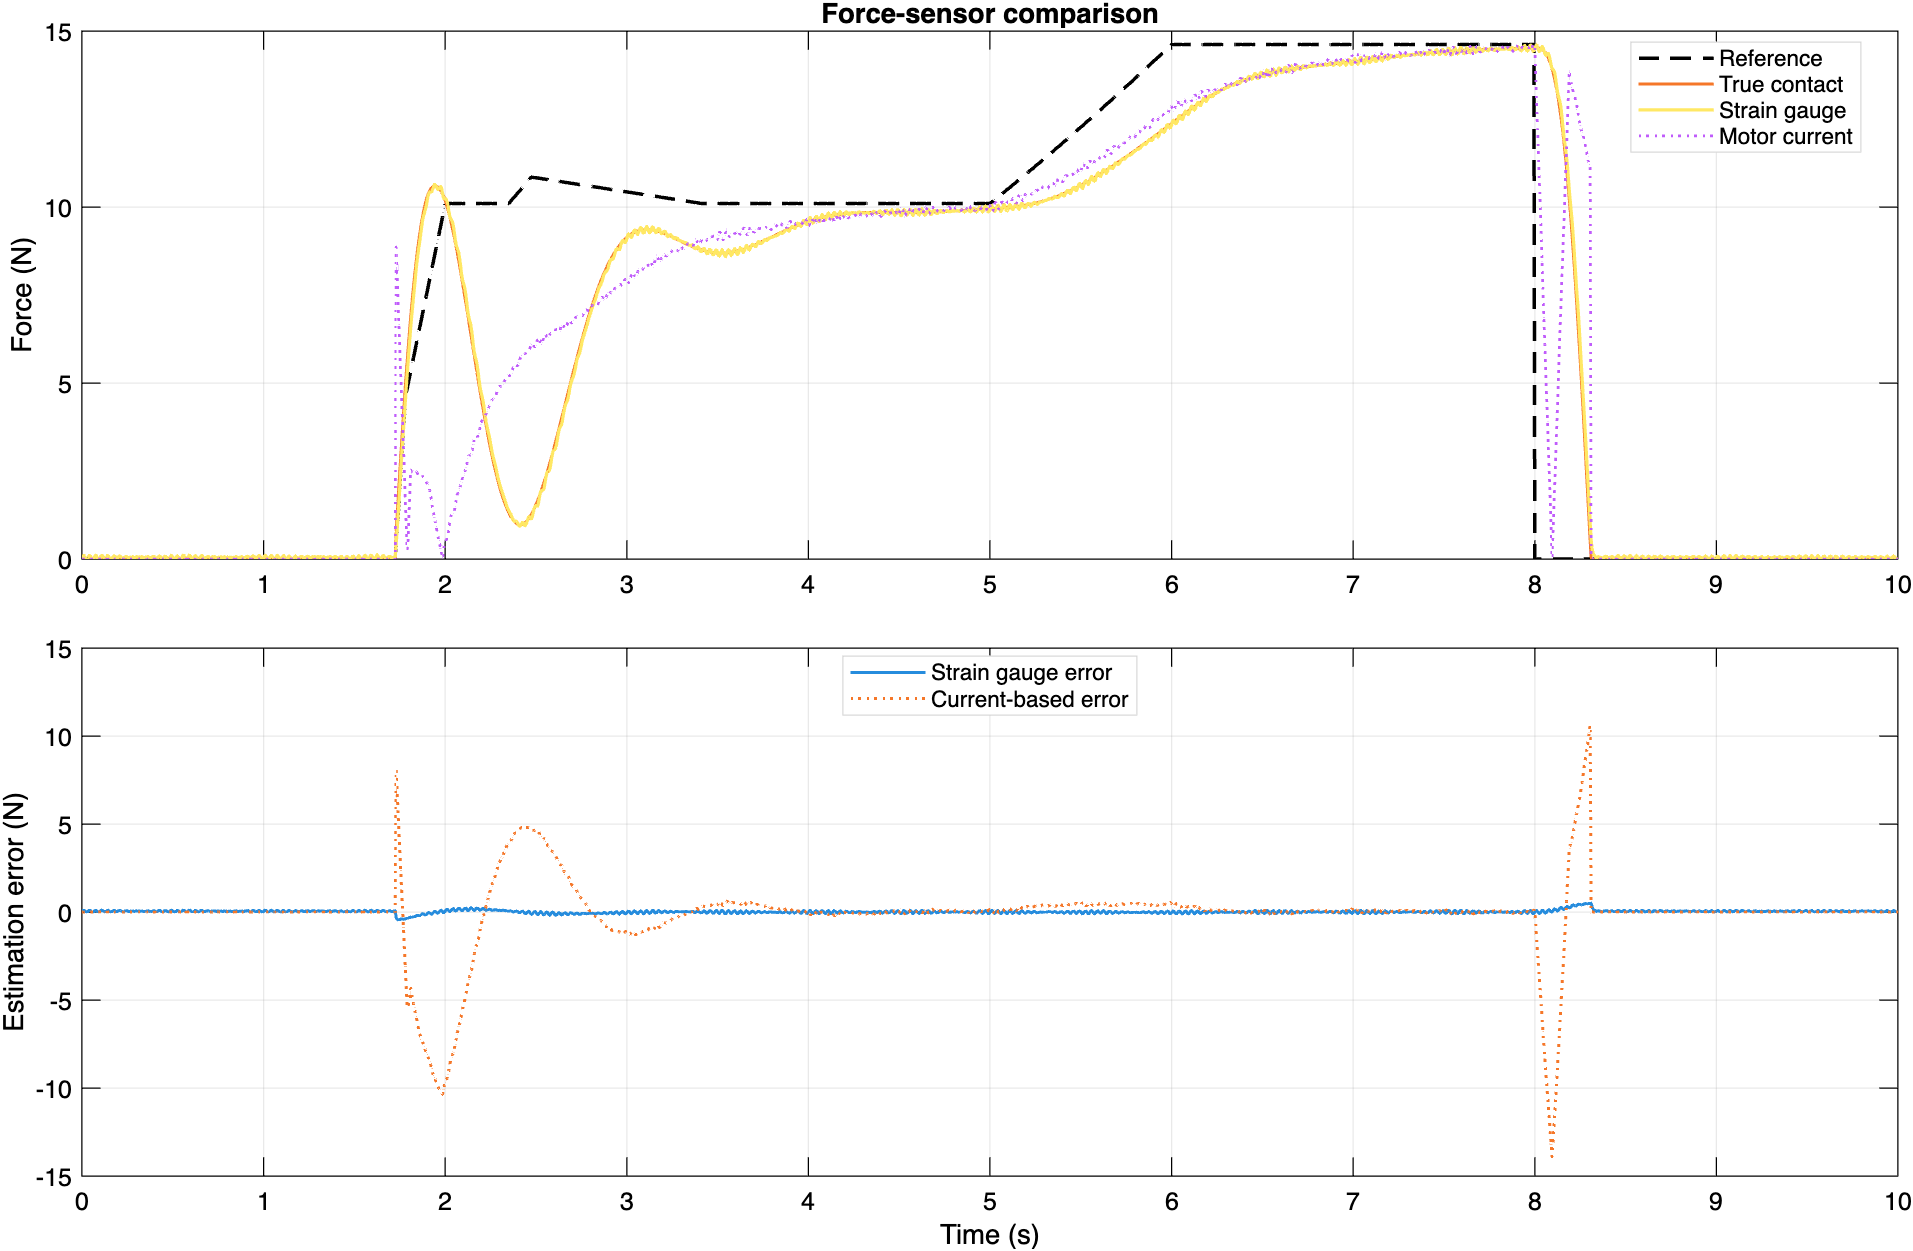 Force-sensor comparison
15
10
5
0
Force (N)
Reference
True contact
Strain gauge
Motor current
0 1 2 3 4 5 6 7 8 9 10
15
10
5
0
-5
-10
-15
Estimation error (N)
Strain gauge error
Current-based error
0 1 2 3 4 5 6 7 8 9 10
Time (s)